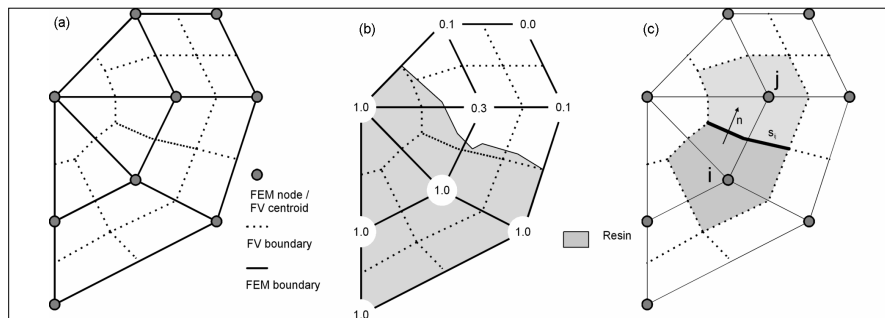 (a)
FEM node /
FV centroid
FV boundary
FEM boundary
(b)
0.1
0.0
1.0
0.3
0.1
1.0
1.0
1.0
1.0
Resin
(c)
j
n
s₁
i